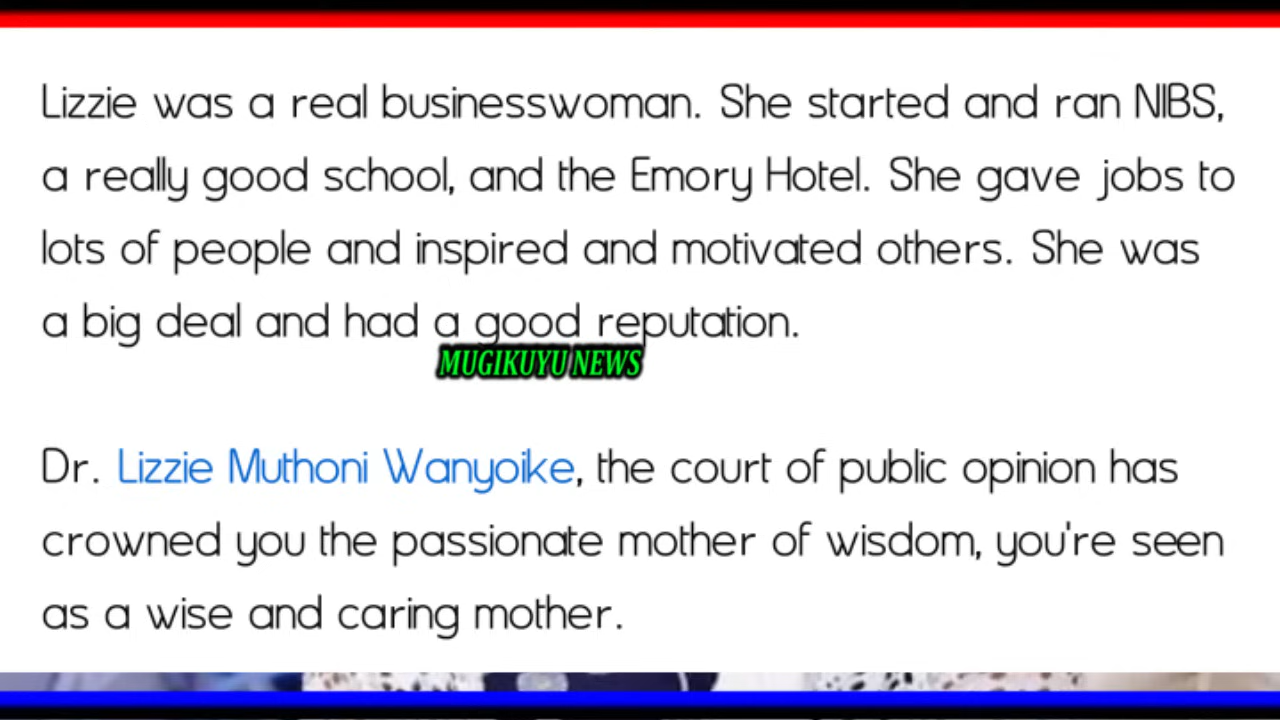 Lizzie was a real businesswoman. She started and ran NIBS,
a really good school, and the Emory Hotel. She gave jobs to
lots of people and inspired and motivated others. She was
a big deal and had a good reputation.
MUGIKUYU NEWS
Dr. Lizzie Muthoni Wanyoike, the court of public opinion has
crowned you the passionate mother of wisdom, you're seen
as a wise and caring mother.